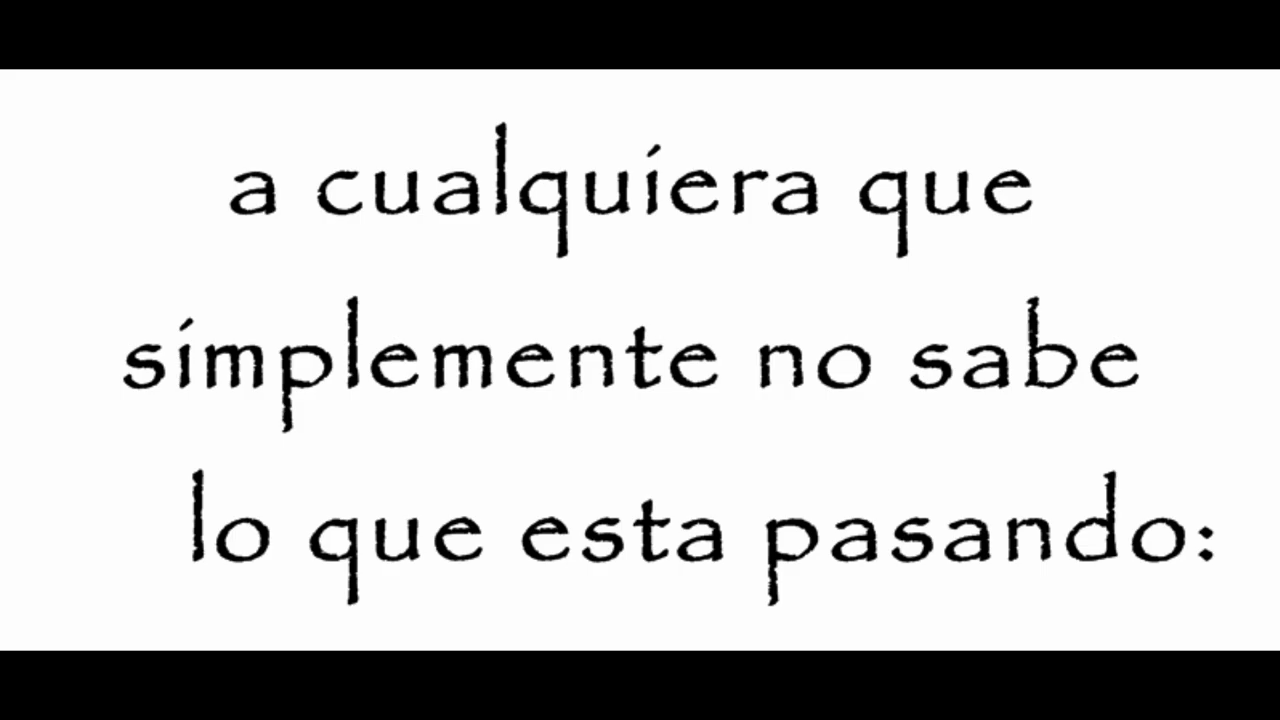 a cualquiera que
simplemente no sabe
lo que esta pasando: